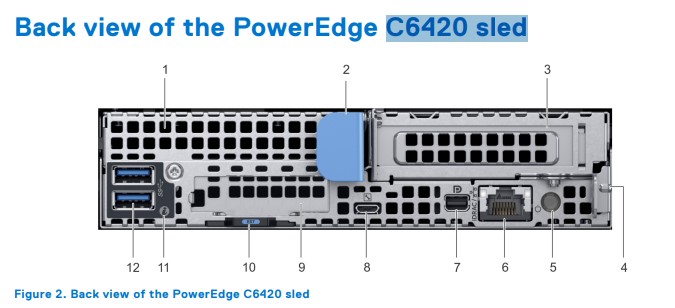 Back view of the PowerEdge C6420 sled
1 2 3
4
12 11 10 9 8 7 6 5
Figure 2. Back view of the PowerEdge C6420 sled